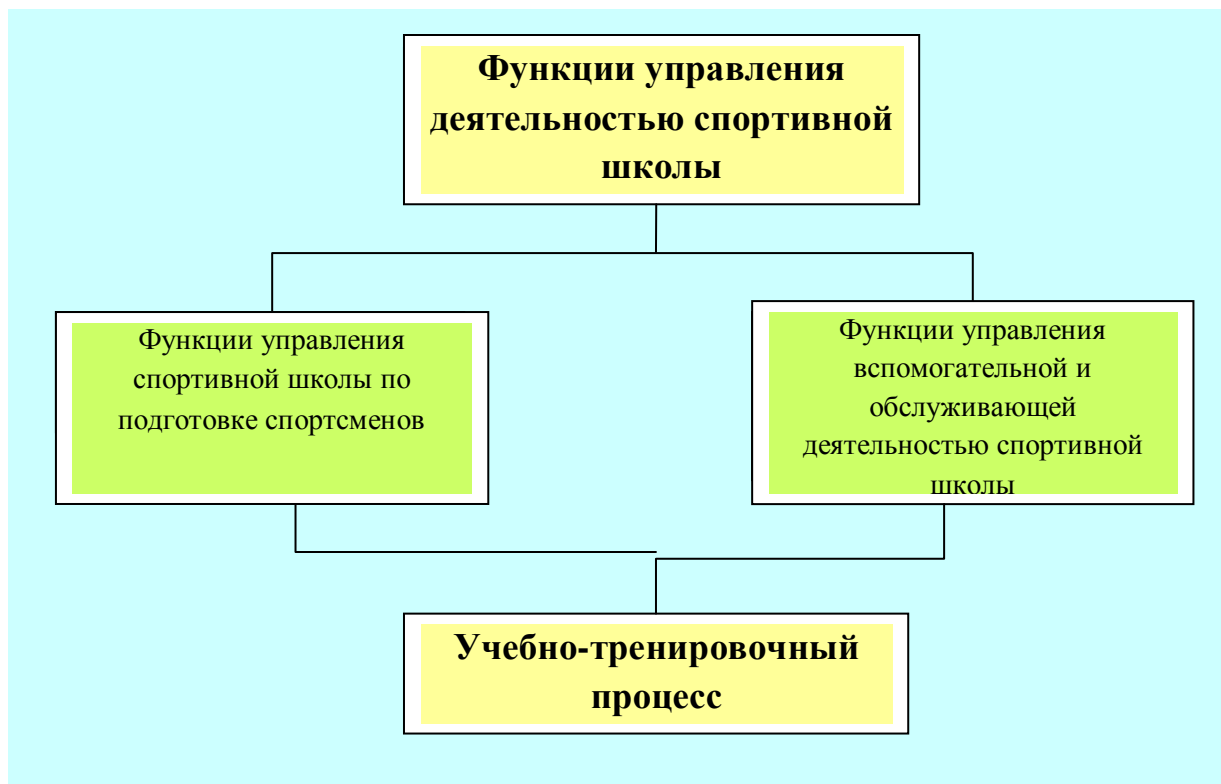 Функции управления
деятельностью спортивной
школы
Функции управления
спортивной школы по
подготовке спортсменов
Функции управления
вспомогательной и
обслуживающей
деятельностью спортивной
школы
Учебно-тренировочный
процесс